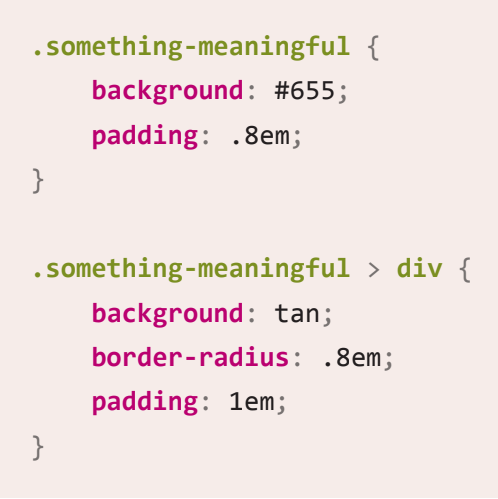 .something-meaningful {
    background: #655;
    padding: .8em;
}

.something-meaningful > div {
    background: tan;
    border-radius: .8em;
    padding: 1em;
}